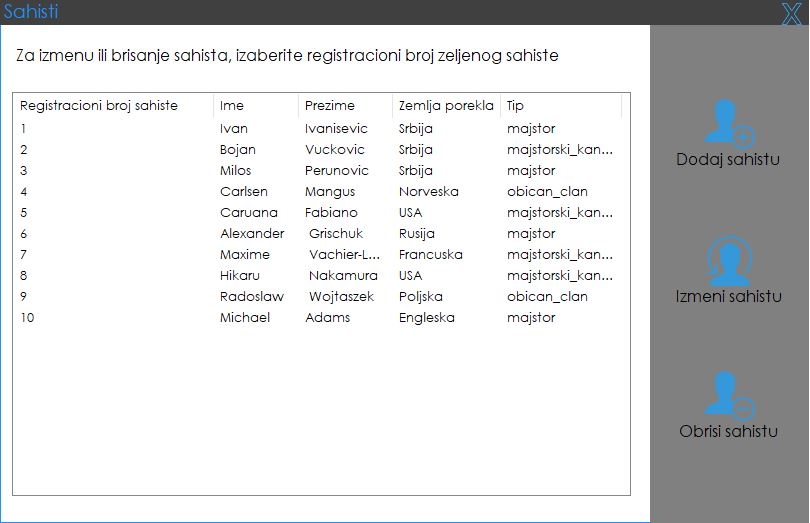 Sahisti X
Za izmenu ili brisanje sahista, izaberite registracioni broj zeljenog sahiste
Registracioni broj sahiste Ime Prezime Zemlja porekla Tip
1 Ivan Ivanisevic Srbija majstor
2 Bojan Vuckovic Srbija majstorski_kan...
3 Milos Perunovic Srbija majstor
4 Carlsen Mangus Norveska obican_clan
5 Caruana Fabiano USA majstorski_kan...
6 Alexander Grischuk Rusija majstor
7 Maxime Vachier-L... Francuska majstorski_kan...
8 Hikaru Nakamura USA majstorski_kan...
9 Radoslaw Wojtaszek Poljska obican_clan
10 Michael Adams Engleska majstor
Dodaj sahistu
Izmeni sahistu
Obrisi sahistu